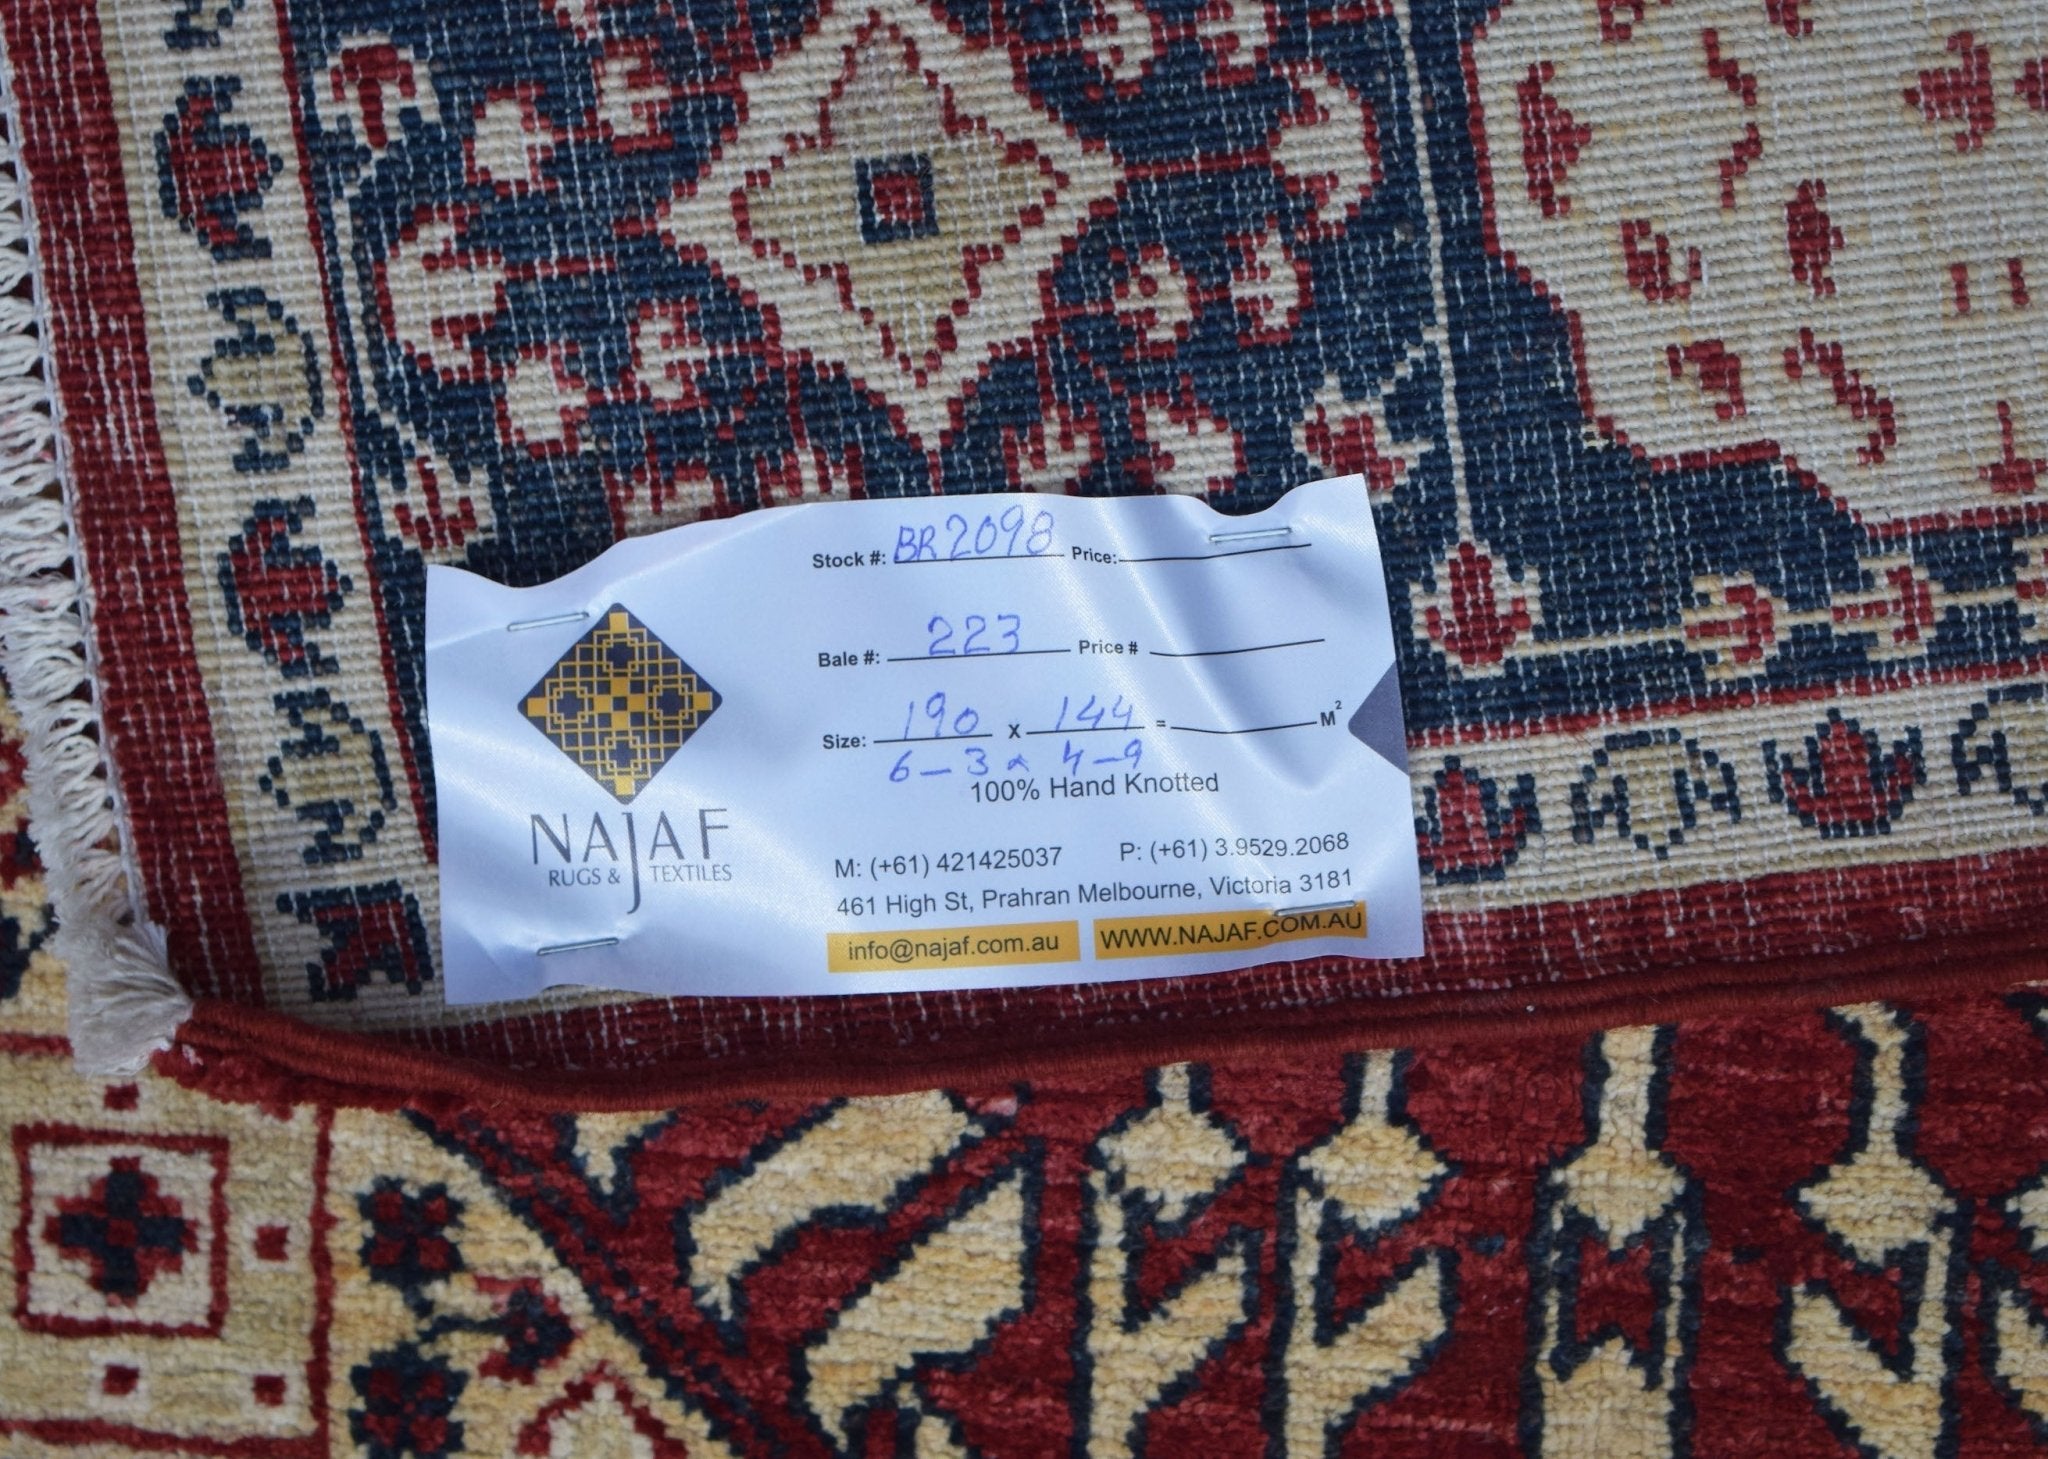 Stock #: BR2098 Price:
Bale #: 223 Price #
Size: 190 x 144 = M²
6-3 x 4-9
100% Hand Knotted
NAJAF
RUGS & TEXTILES
M: (+61) 421425037 P: (+61) 3.9529.2068
461 High St, Prahran Melbourne, Victoria 3181
info@najaf.com.au WWW.NAJAF.COM.AU